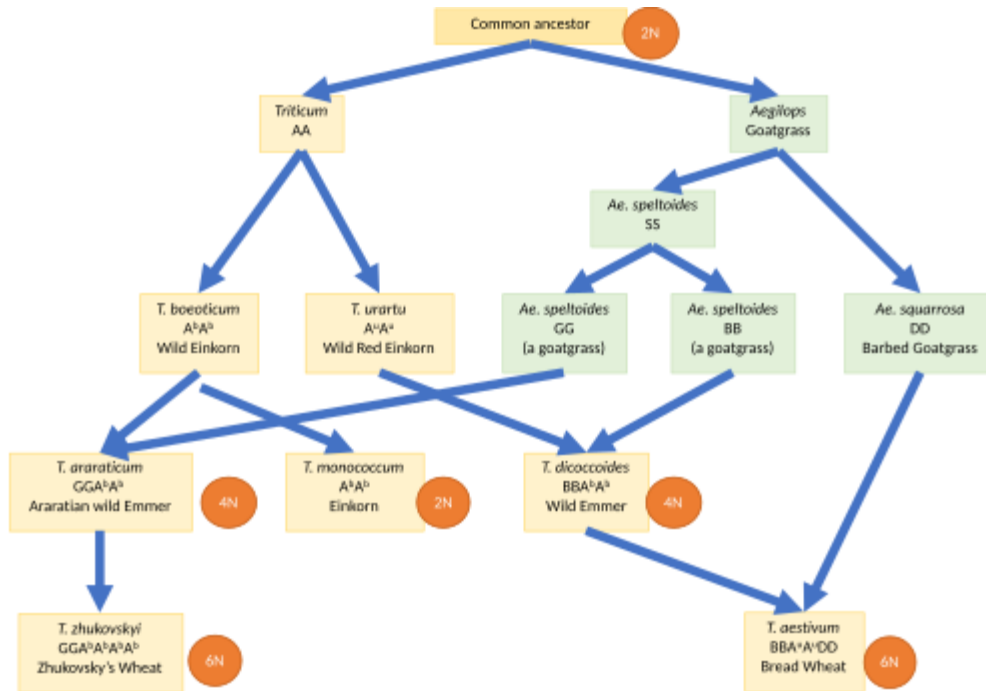 Common ancestor
2N
Triticum
AA
Aegilops
Goatgrass
Ae. speltoides
SS
T. boeoticum
AᵇAᵇ
Wild Einkorn
T. urartu
AᵘAᵘ
Wild Red Einkorn
Ae. speltoides
GG
(a goatgrass)
Ae. speltoides
BB
(a goatgrass)
Ae. squarrosa
DD
Barbed Goatgrass
T. araraticum
GGAᵇAᵇ
Araratian wild Emmer
4N
T. monococcum
AᵇAᵇ
Einkorn
2N
T. dicoccoides
BBAᵇAᵇ
Wild Emmer
4N
T. zhukovskyi
GGAᵇAᵇAᵇAᵇ
Zhukovsky's Wheat
6N
T. aestivum
BBAᵘAᵘDD
Bread Wheat
6N